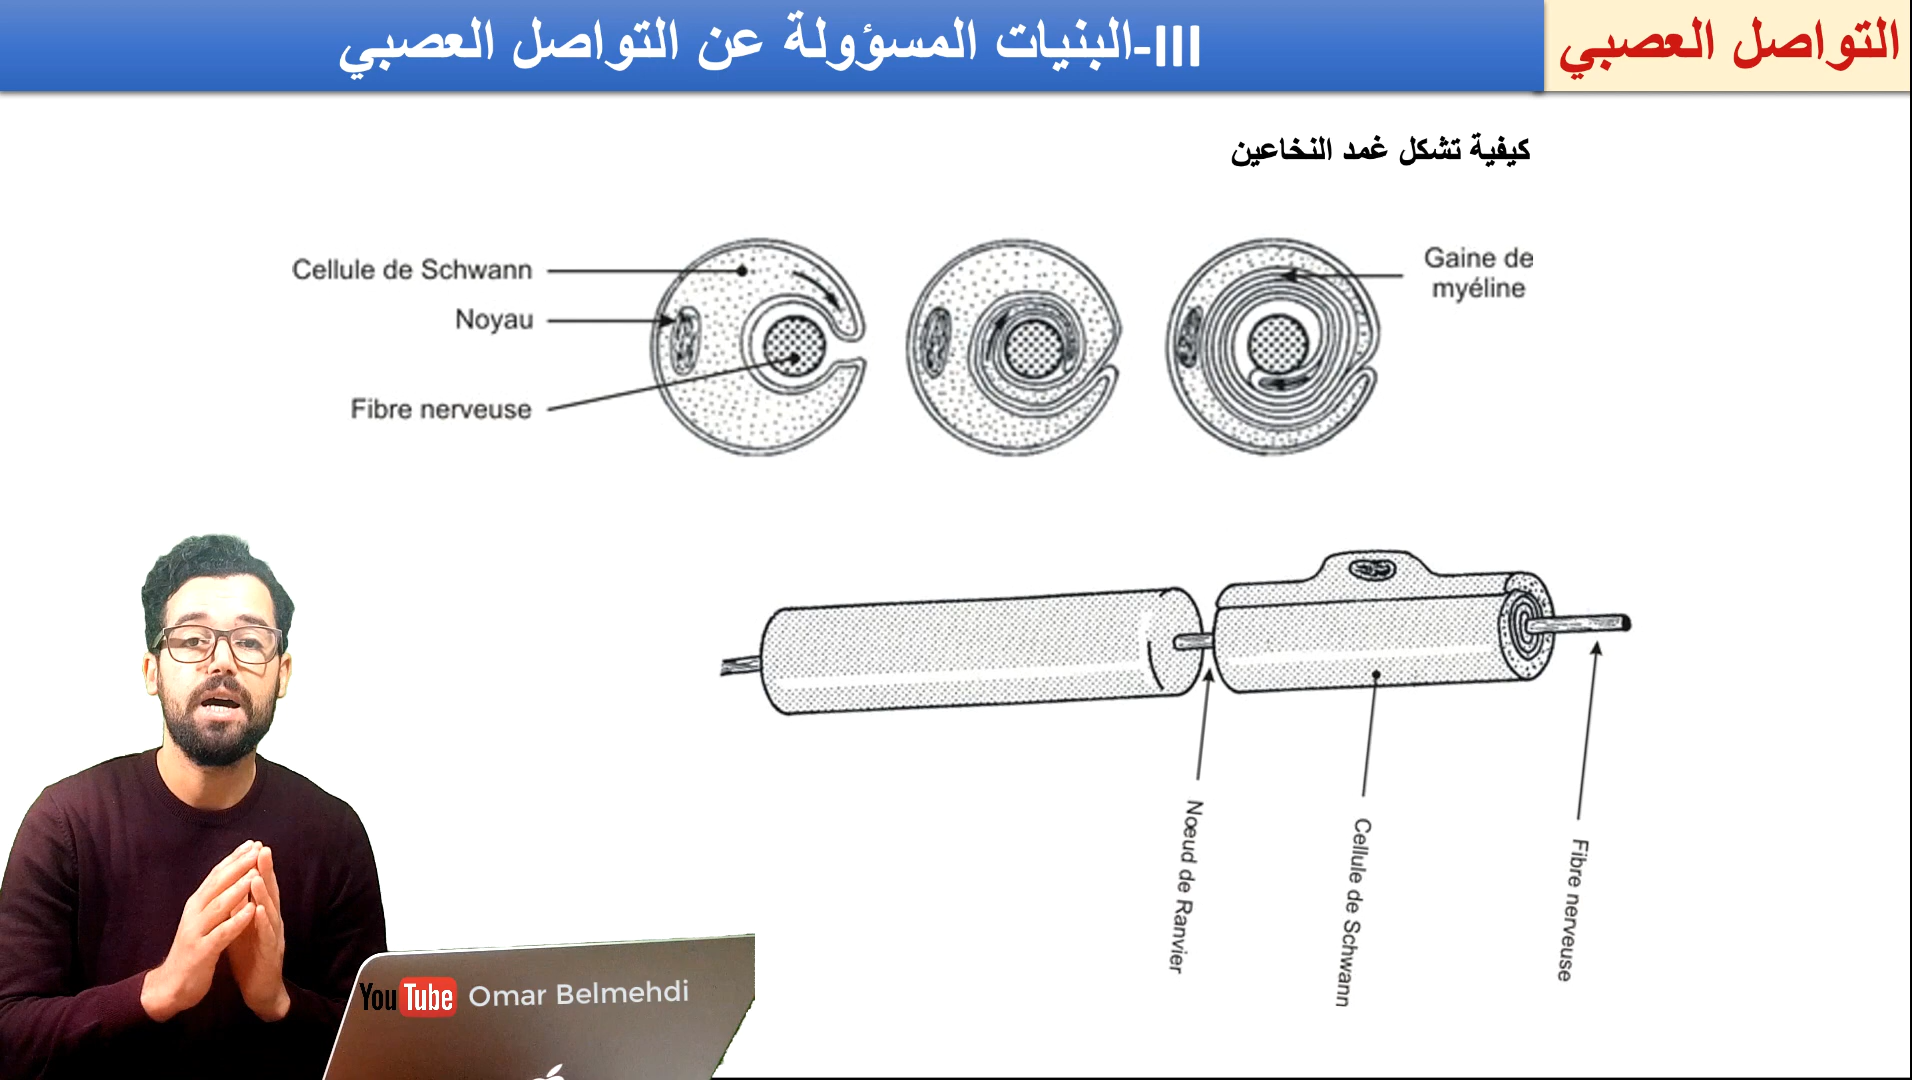 التواصل العصبي
III-البنيات المسؤولة عن التواصل العصبي
كيفية تشكل غمد النخاعين
Cellule de Schwann
Noyau
Fibre nerveuse
Gaine de
myéline
Nœud de Ranvier
Cellule de Schwann
Fibre nerveuse
YouTube Omar Belmehdi